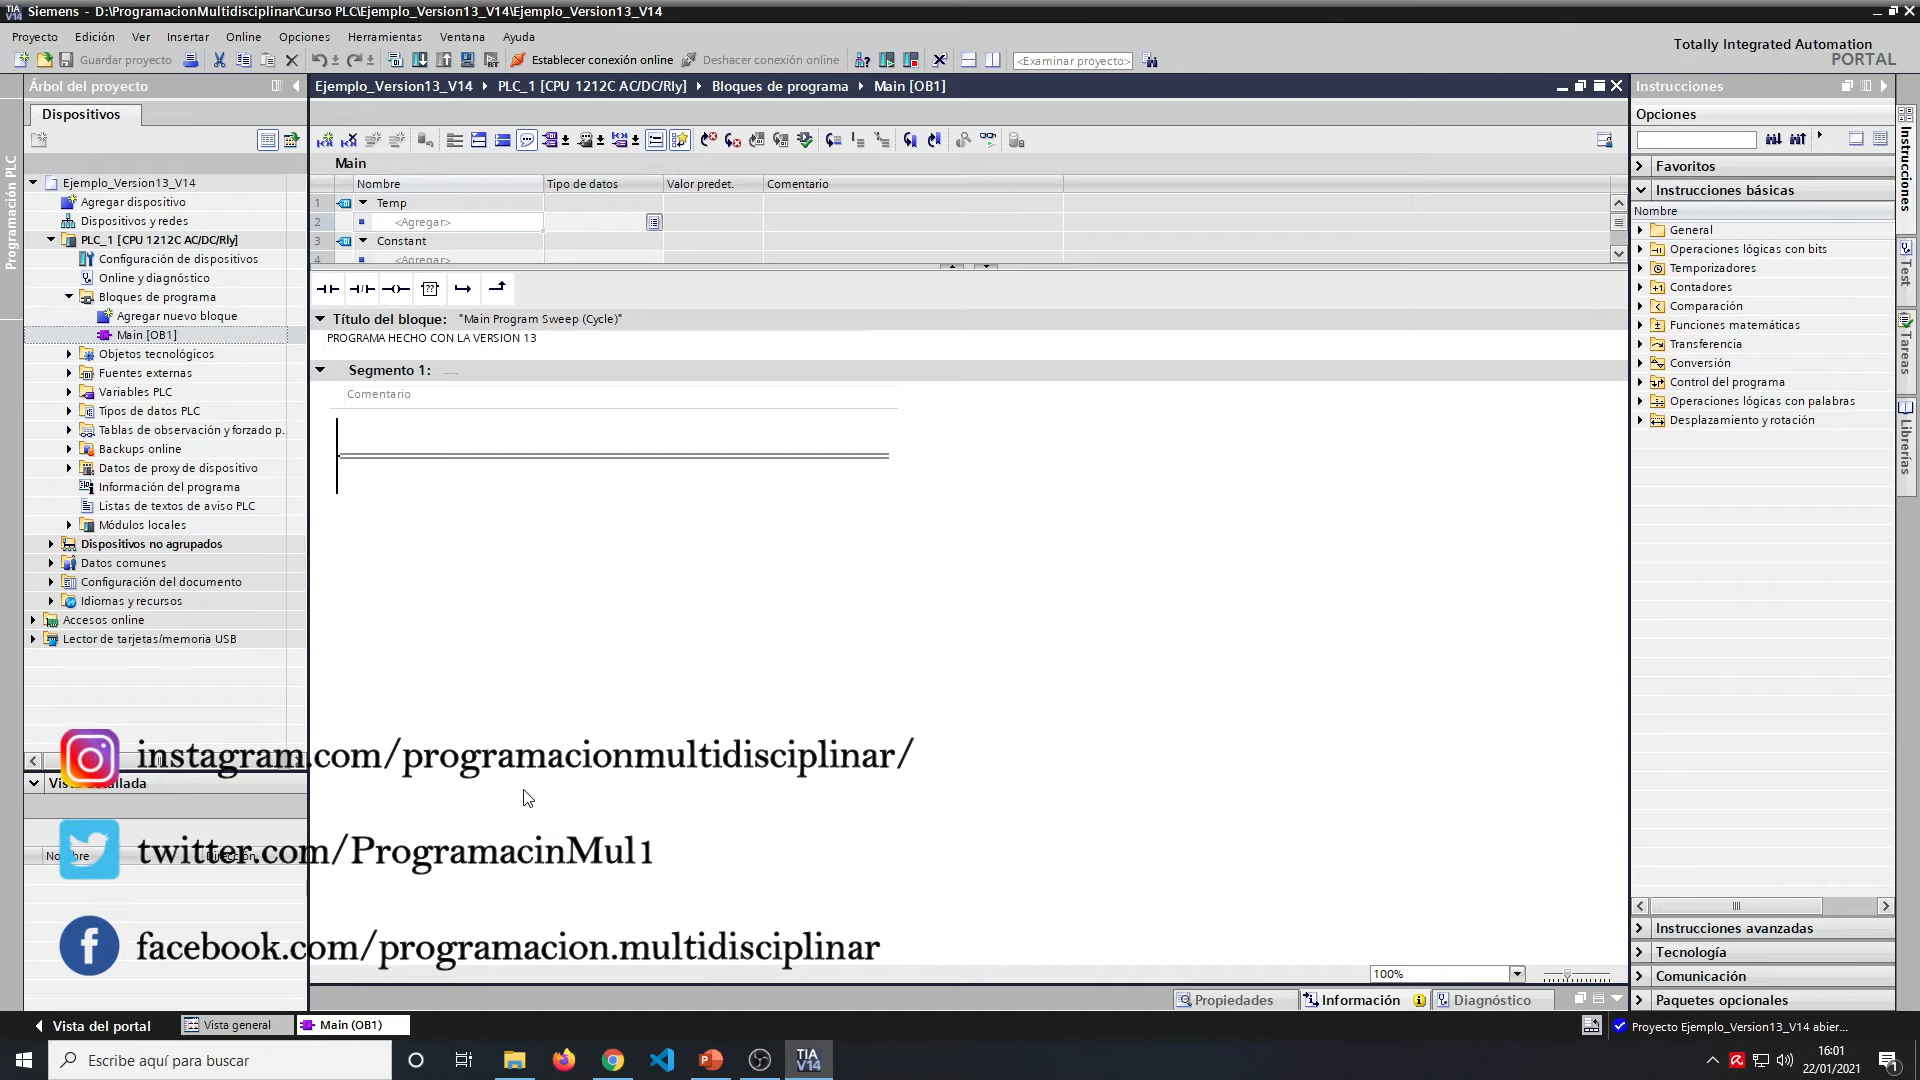 TIA V14 Siemens - D:\ProgramacionMultidisciplinar\Curso PLC\Ejemplo_Version13_V14\Ejemplo_Version13_V14
Proyecto Edición Ver Insertar Online Opciones Herramientas Ventana Ayuda
Guardar proyecto Establecer conexión online Deshacer conexión online <Examinar proyecto>
Totally Integrated Automation
PORTAL
Árbol del proyecto
Dispositivos
Programación PLC
Ejemplo_Version13_V14
Agregar dispositivo
Dispositivos y redes
PLC_1 [CPU 1212C AC/DC/Rly]
Configuración de dispositivos
Online y diagnóstico
Bloques de programa
Agregar nuevo bloque
Main [OB1]
Objetos tecnológicos
Fuentes externas
Variables PLC
Tipos de datos PLC
Tablas de observación y forzado p..
Backups online
Datos de proxy de dispositivo
Información del programa
Listas de textos de aviso PLC
Módulos locales
Dispositivos no agrupados
Datos comunes
Configuración del documento
Idiomas y recursos
Accesos online
Lector de tarjetas/memoria USB
Ejemplo_Version13_V14 PLC_1 [CPU 1212C AC/DC/Rly] Bloques de programa Main [OB1]
Main
Nombre Tipo de datos Valor predet. Comentario
1 Temp
2 <Agregar>
3 Constant
4 <Agregar>
??
Título del bloque: "Main Program Sweep (Cycle)"
PROGRAMA HECHO CON LA VERSION 13
Segmento 1: .....
Comentario
instagram.com/programacionmultidisciplinar/
twitter.com/ProgramacinMul1
facebook.com/programacion.multidisciplinar
100%
Propiedades Información Diagnóstico
Instrucciones
Opciones
Favoritos
Instrucciones básicas
Nombre
General
Operaciones lógicas con bits
Temporizadores
Contadores
Comparación
Funciones matemáticas
Transferencia
Conversión
Control del programa
Operaciones lógicas con palabras
Desplazamiento y rotación
Instrucciones avanzadas
Tecnología
Comunicación
Paquetes opcionales
Instrucciones
Test
Tareas
Librerías
Vista del portal Vista general Main (OB1) Proyecto Ejemplo_Version13_V14 abier...
Escribe aquí para buscar
TIA V14
16:01
22/01/2021